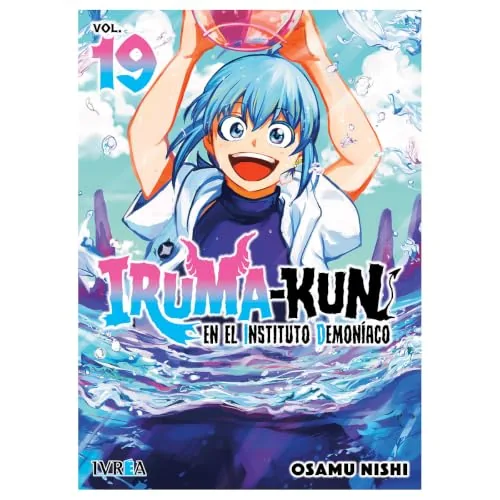 VOL.
19
IRUMA-KUN
EN EL INSTITUTO DEMONÍACO
IVREA
OSAMU NISHI